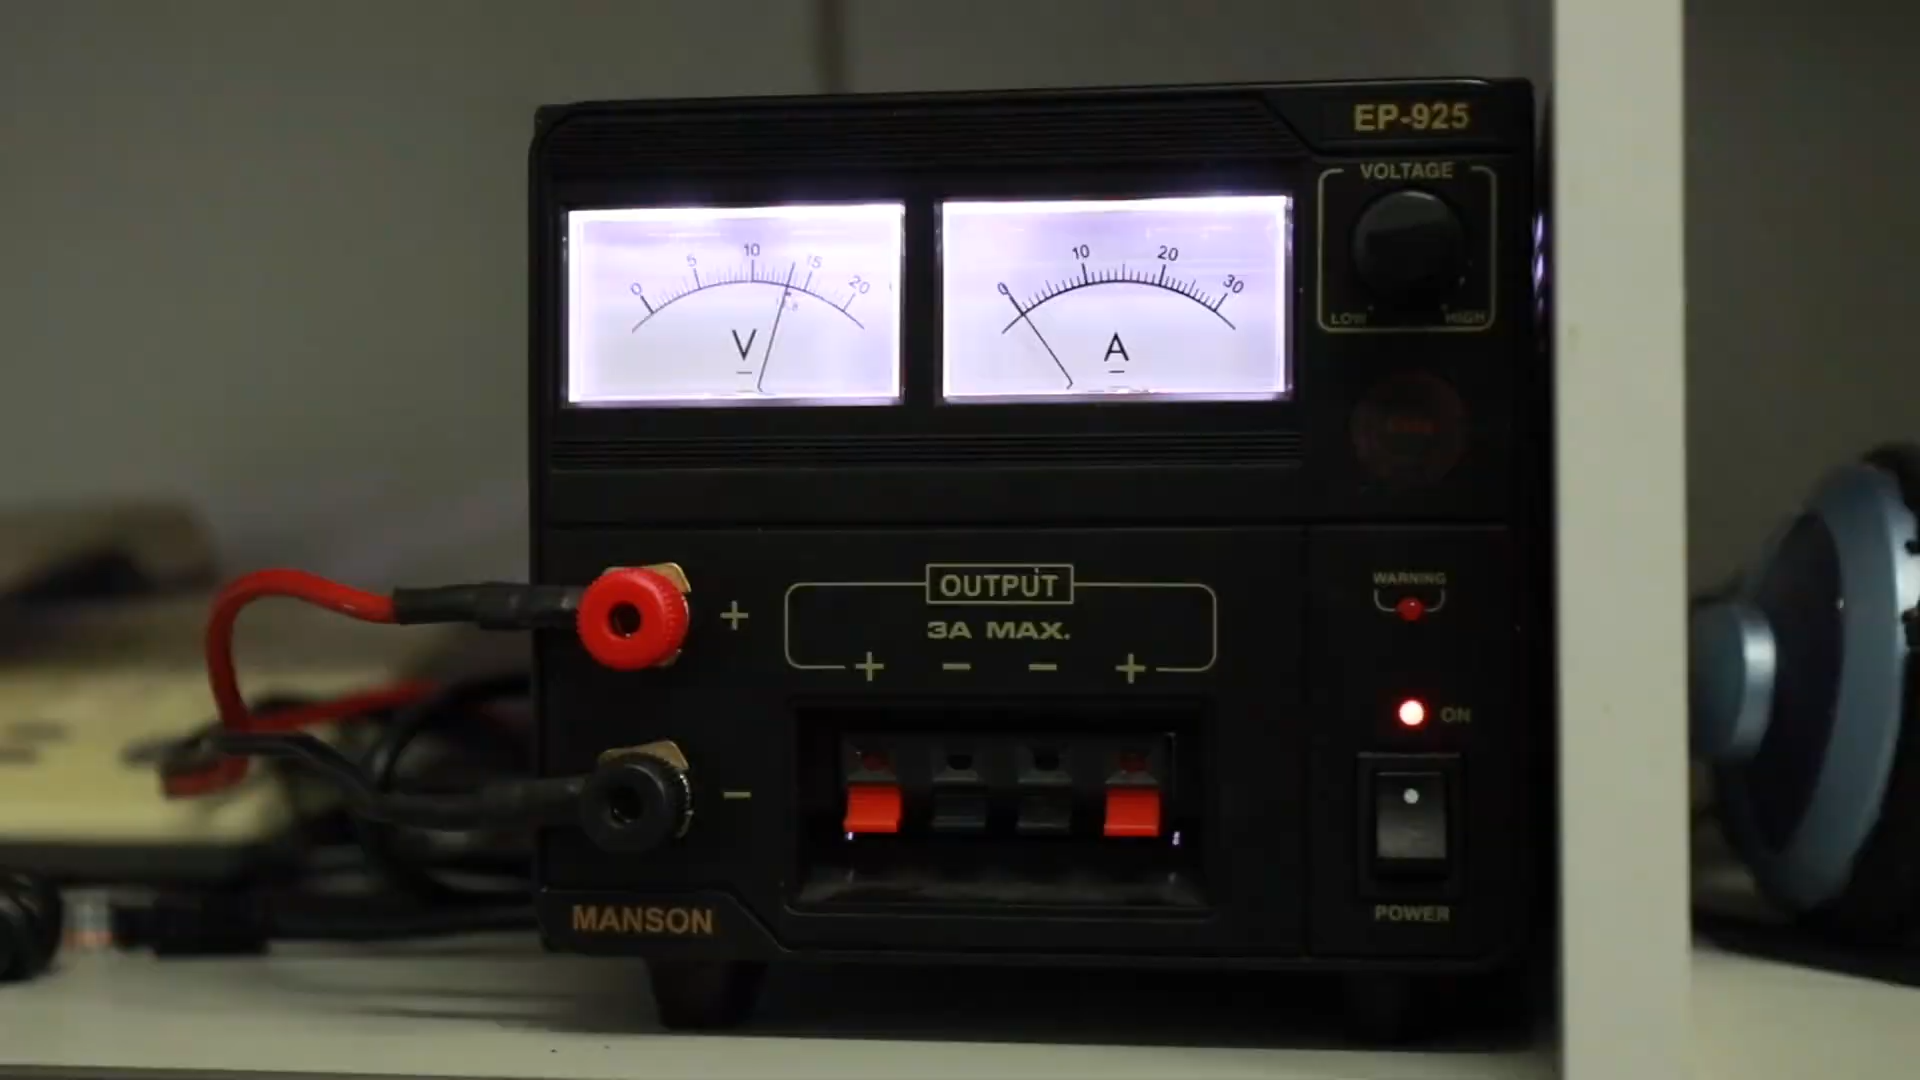 EP-925
VOLTAGE
LOW HIGH
0 5 10 15 20
V
0 10 20 30
A
OUTPUT
3A MAX.
+ - - +
+
-
WARNING
ON
POWER
MANSON